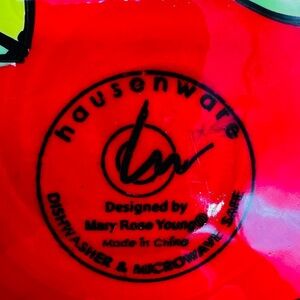 hausenware
Designed by
Mary Rose Young®
Made in China
DISHWASHER & MICROWAVE SAFE